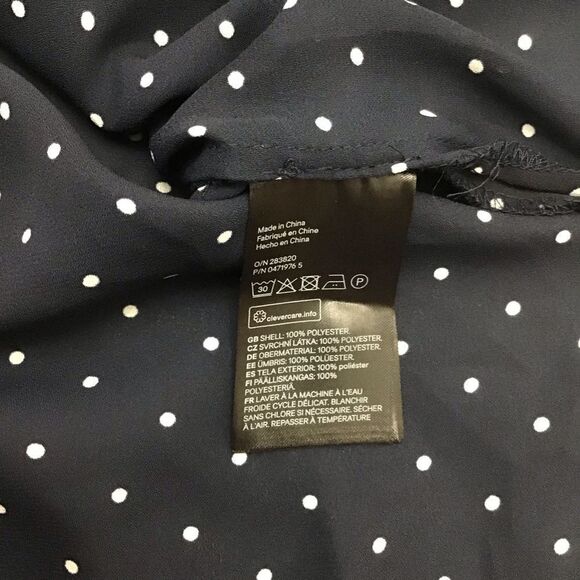 Made in China
Fabriqué en Chine
Hecho en China
O/N 283820
P/N 0471976 5
30 P
clevercare.info
GB SHELL: 100% POLYESTER.
CZ SVRCHNÍ LÁTKA: 100% POLYESTER.
DE OBERMATERIAL: 100% POLYESTER.
EE ÜMBRIS: 100% POLÜESTER.
ES TELA EXTERIOR: 100% poliéster
FI PÄÄLLISKANGAS: 100%
POLYESTERIÄ.
FR LAVER À LA MACHINE À L'EAU
FROIDE CYCLE DÉLICAT. BLANCHIR
SANS CHLORE SI NÉCESSAIRE. SÉCHER
À L'AIR. REPASSER À TEMPÉRATURE